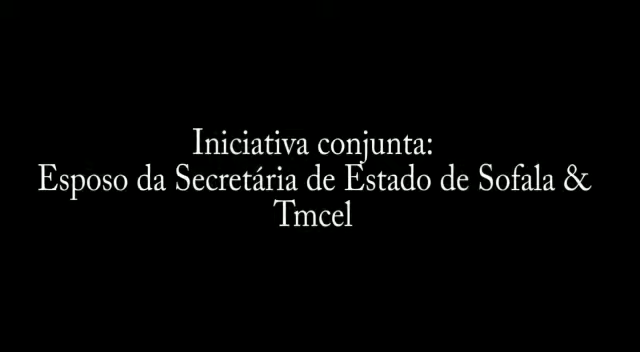 Iniciativa conjunta:
Esposo da Secretária de Estado de Sofala &
Tmcel